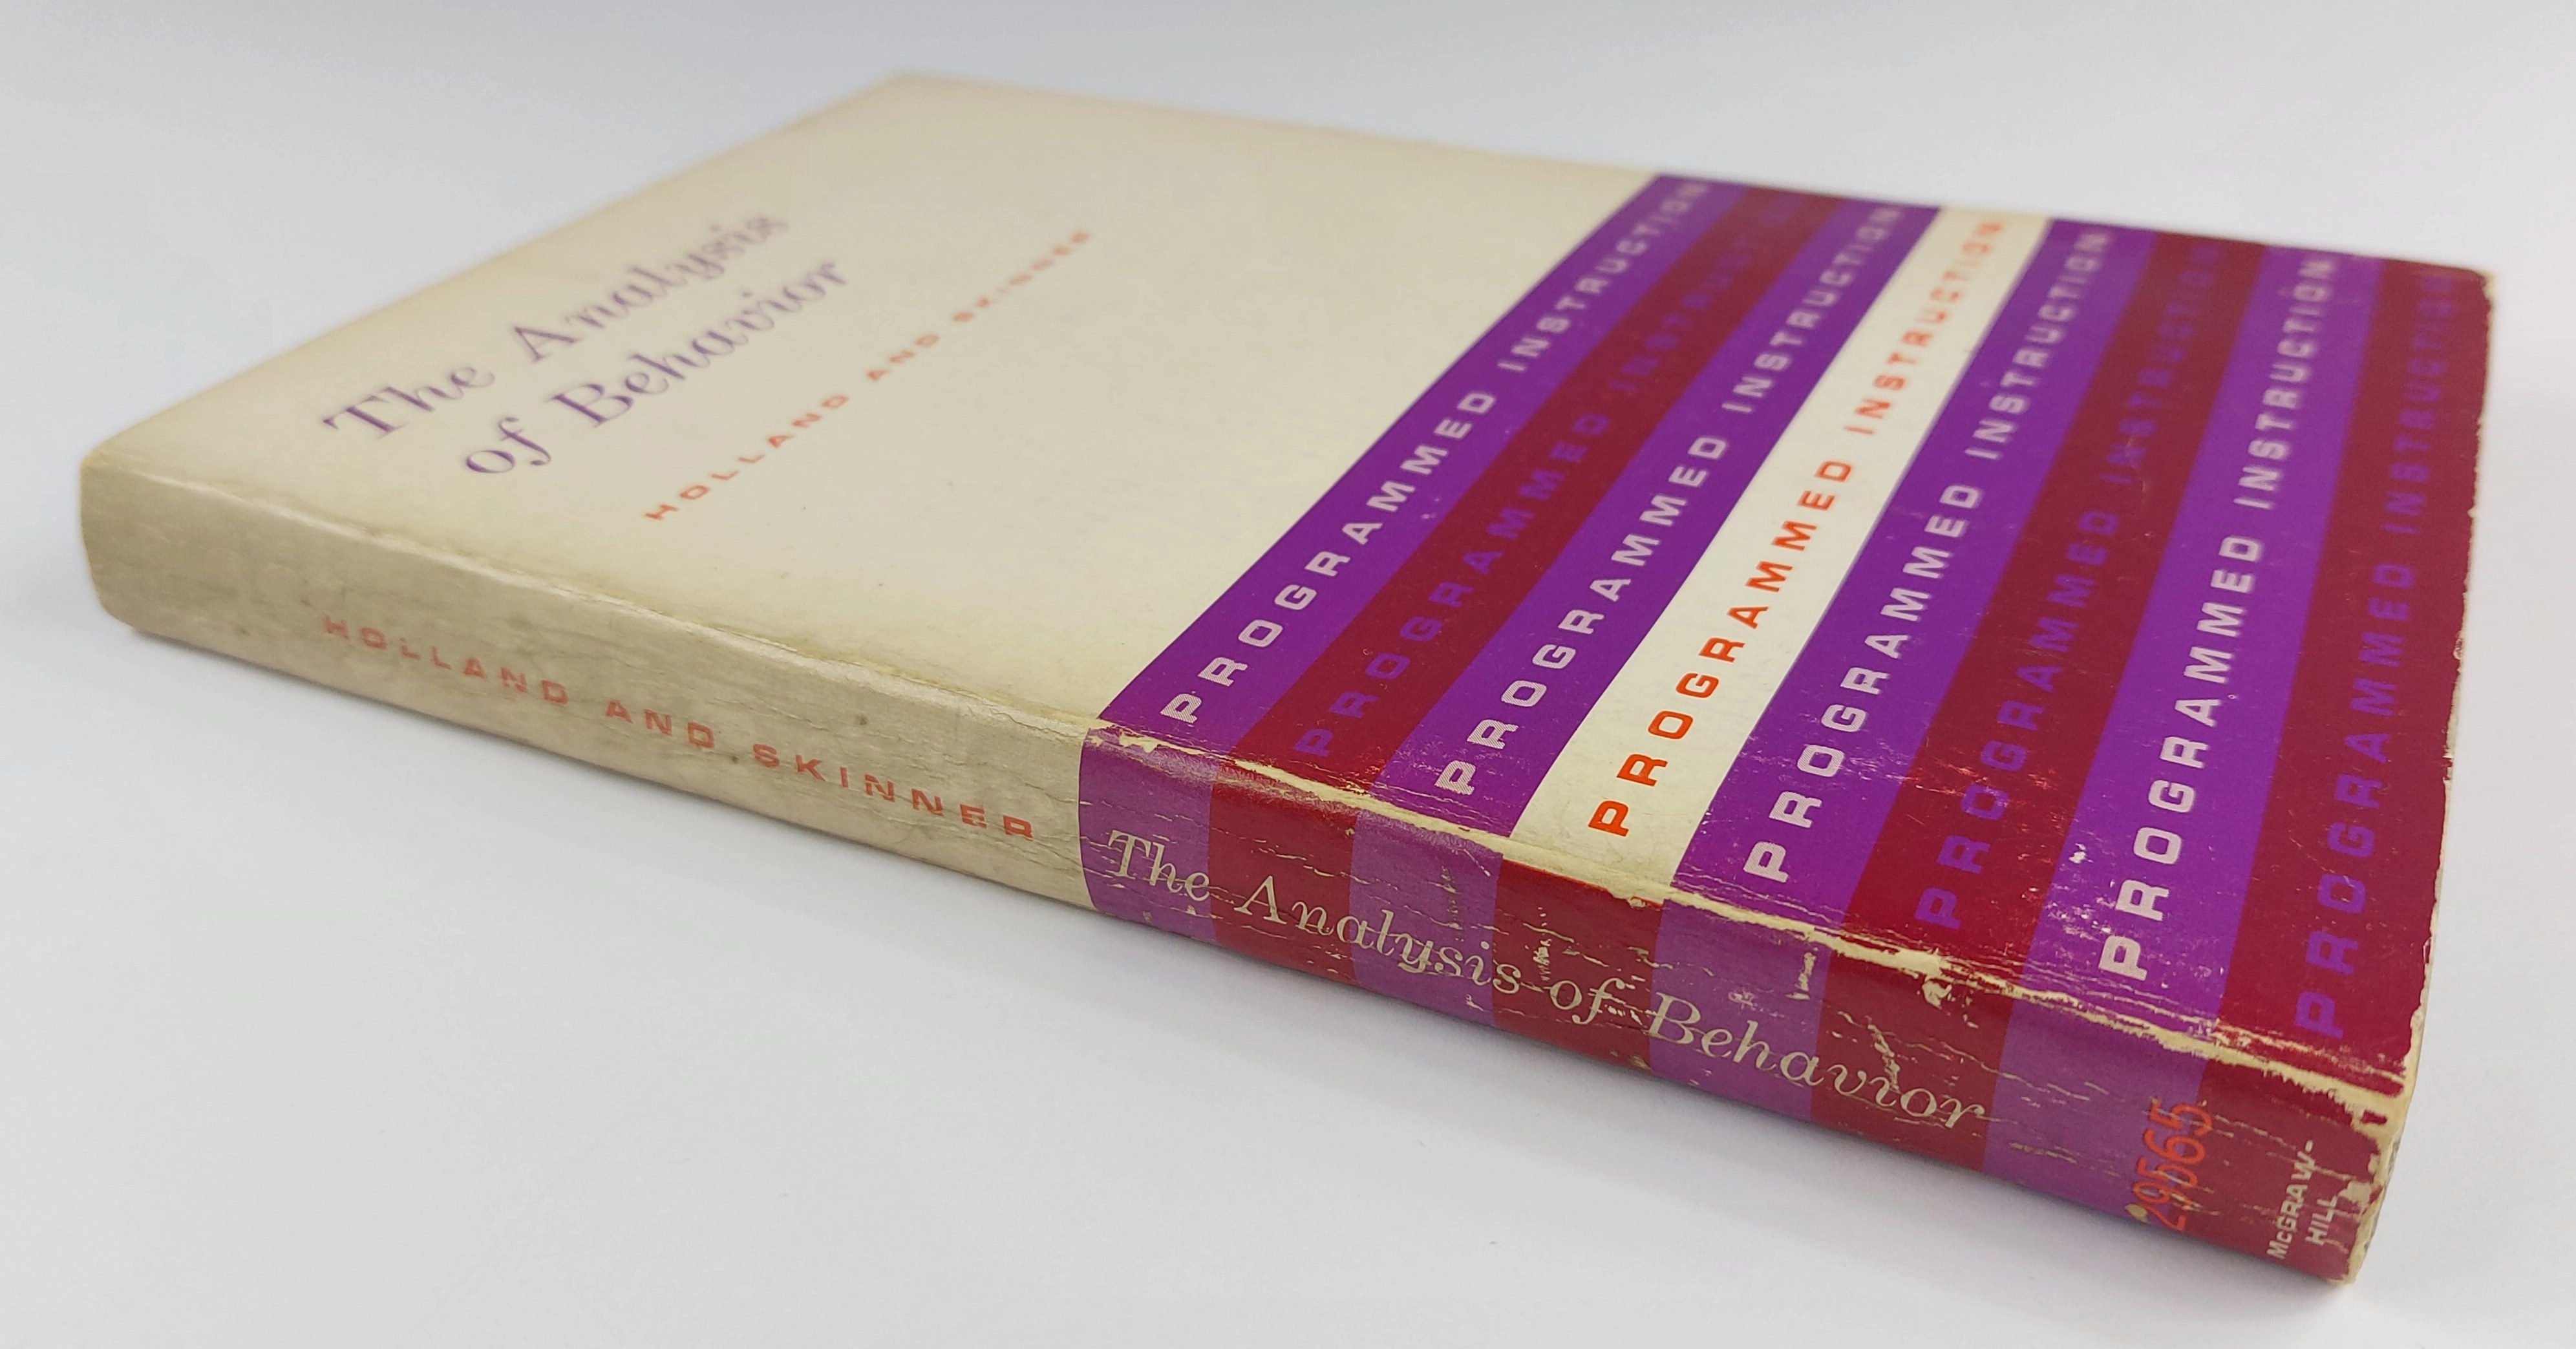 The Analysis
of Behavior
HOLLAND AND SKINNER
PROGRAMMED INSTRUCTION
PROGRAMMED INSTRUCTION
PROGRAMMED INSTRUCTION
PROGRAMMED INSTRUCTION
PROGRAMMED INSTRUCTION
PROGRAMMED INSTRUCTION
PROGRAMMED INSTRUCTION
PROGRAMMED INSTRUCTION
HOLLAND AND SKINNER
The Analysis of Behavior
29565
McGRAW-
HILL